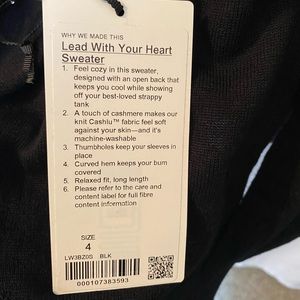 WHY WE MADE THIS
Lead With Your Heart
Sweater
1. Feel cozy in this sweater,
designed with an open back that
keeps you cool while showing
off your best-loved strappy
tank
2. A touch of cashmere makes our
knit Cashlu™ fabric feel soft
against your skin—and it's
machine-washable
3. Thumbholes keep your sleeves in
place
4. Curved hem keeps your bum
covered
5. Relaxed fit, long length
6. Please refer to the care and
content label for full fibre
content information
SIZE
4
LW3BZ0S BLK
000107383593